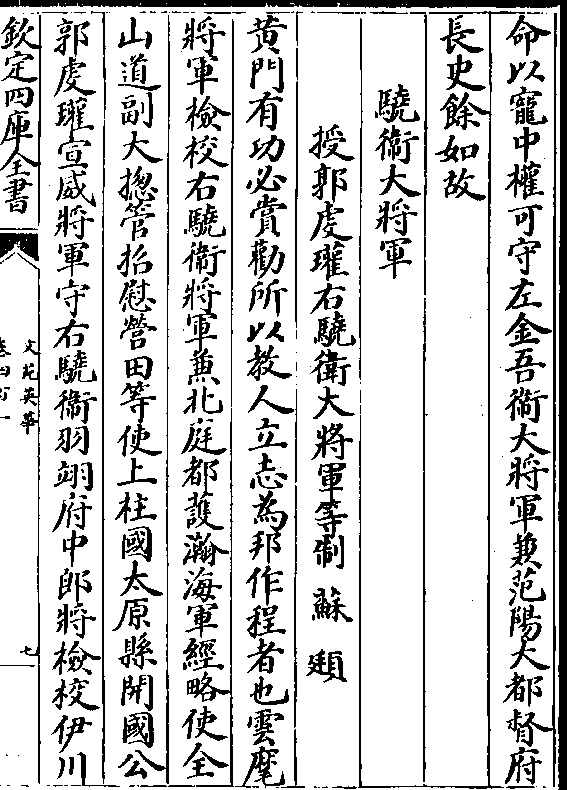 命以寵中權可守左金吾衞大將軍兼范陽大都督府
長史餘如故
驍衞大將軍
授郭虔瓘右驍衛大將軍等制 蘇頲
黄門有功必賞勸所以教人立志為邦作程者也雲麾
將軍檢校右驍衞將軍兼北庭都護瀚海軍經略使全
山道副大揔管招慰營田等使上柱國太原縣開國公
郭虔瓘宣威將軍守右驍衞羽翊府中郎將檢校伊川
欽定四庫全書
文苑英華
卷四百一
七